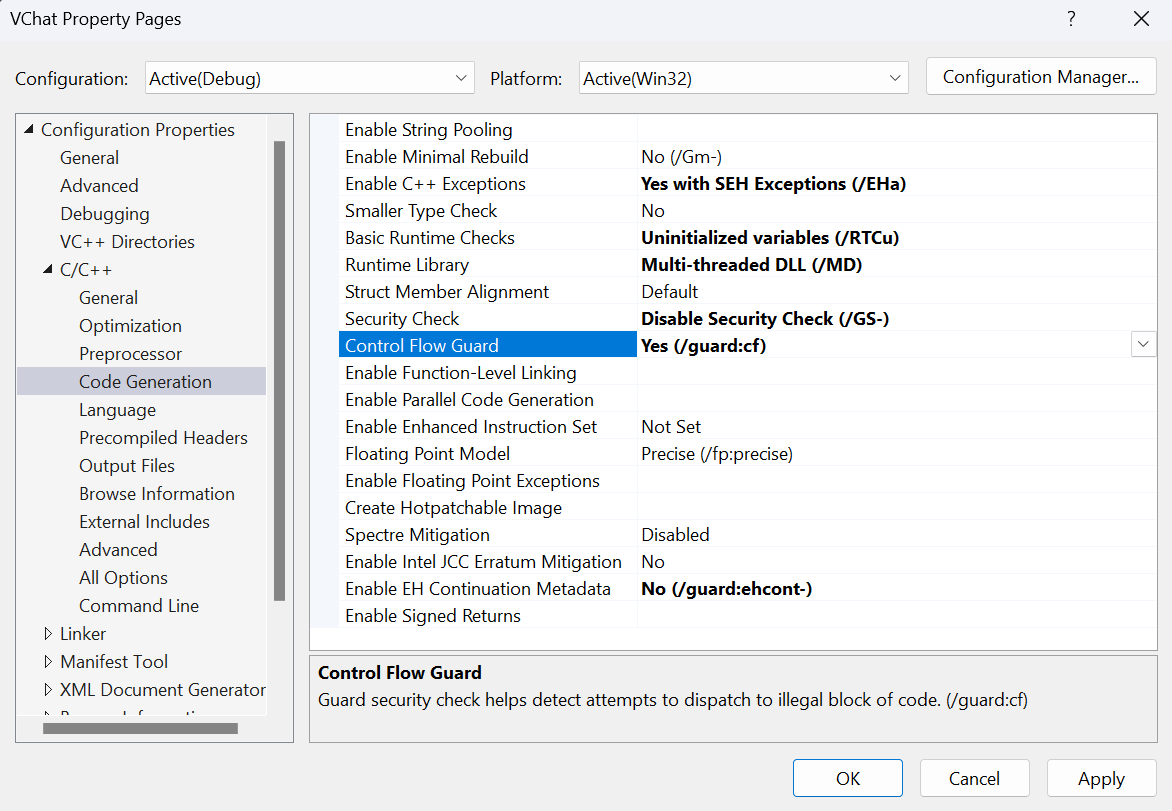 VChat Property Pages ?
Configuration: Active(Debug) Platform: Active(Win32) Configuration Manager...
Configuration Properties
General
Advanced
Debugging
VC++ Directories
C/C++
General
Optimization
Preprocessor
Code Generation
Language
Precompiled Headers
Output Files
Browse Information
External Includes
Advanced
All Options
Command Line
Linker
Manifest Tool
XML Document Generator
Enable String Pooling
Enable Minimal Rebuild No (/Gm-)
Enable C++ Exceptions Yes with SEH Exceptions (/EHa)
Smaller Type Check No
Basic Runtime Checks Uninitialized variables (/RTCu)
Runtime Library Multi-threaded DLL (/MD)
Struct Member Alignment Default
Security Check Disable Security Check (/GS-)
Control Flow Guard Yes (/guard:cf)
Enable Function-Level Linking
Enable Parallel Code Generation
Enable Enhanced Instruction Set Not Set
Floating Point Model Precise (/fp:precise)
Enable Floating Point Exceptions
Create Hotpatchable Image
Spectre Mitigation Disabled
Enable Intel JCC Erratum Mitigation No
Enable EH Continuation Metadata No (/guard:ehcont-)
Enable Signed Returns
Control Flow Guard
Guard security check helps detect attempts to dispatch to illegal block of code. (/guard:cf)
OK Cancel Apply